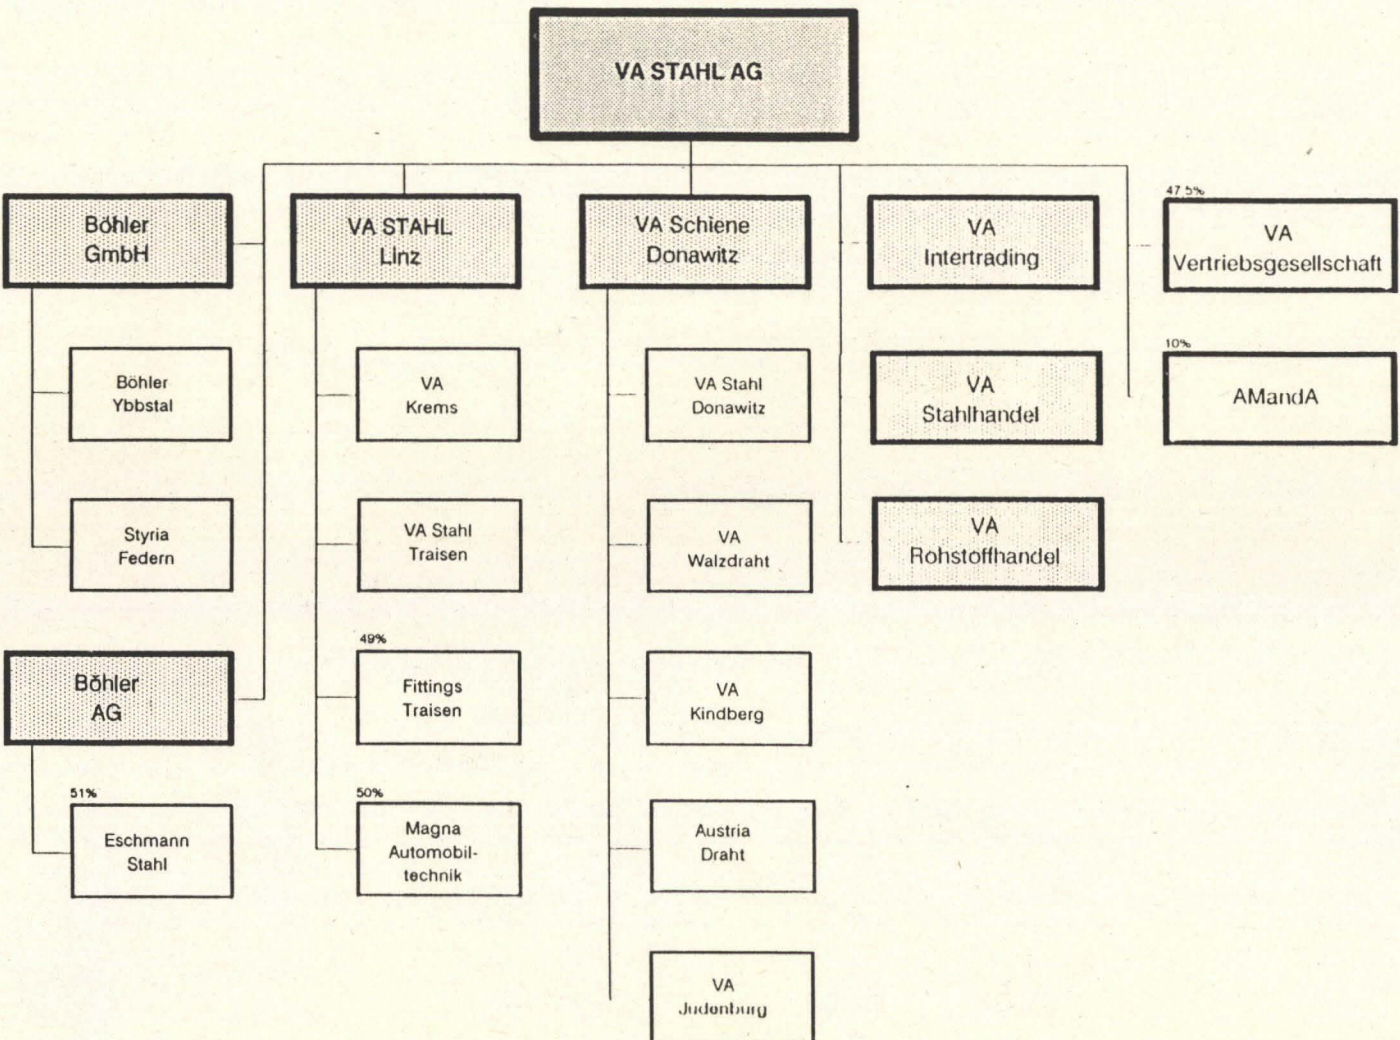 VA STAHL AG
Böhler
GmbH
VA STAHL
Linz
VA Schiene
Donawitz
VA
Intertrading
47,5%
VA
Vertriebsgesellschaft
Böhler
Ybbstal
VA
Krems
VA Stahl
Donawitz
VA
Stahlhandel
10%
AMandA
Styria
Federn
VA Stahl
Traisen
VA
Walzdraht
VA
Rohstoffhandel
Böhler
AG
49%
Fittings
Traisen
VA
Kindberg
51%
Eschmann
Stahl
50%
Magna
Automobil-
technik
Austria
Draht
VA
Judenburg